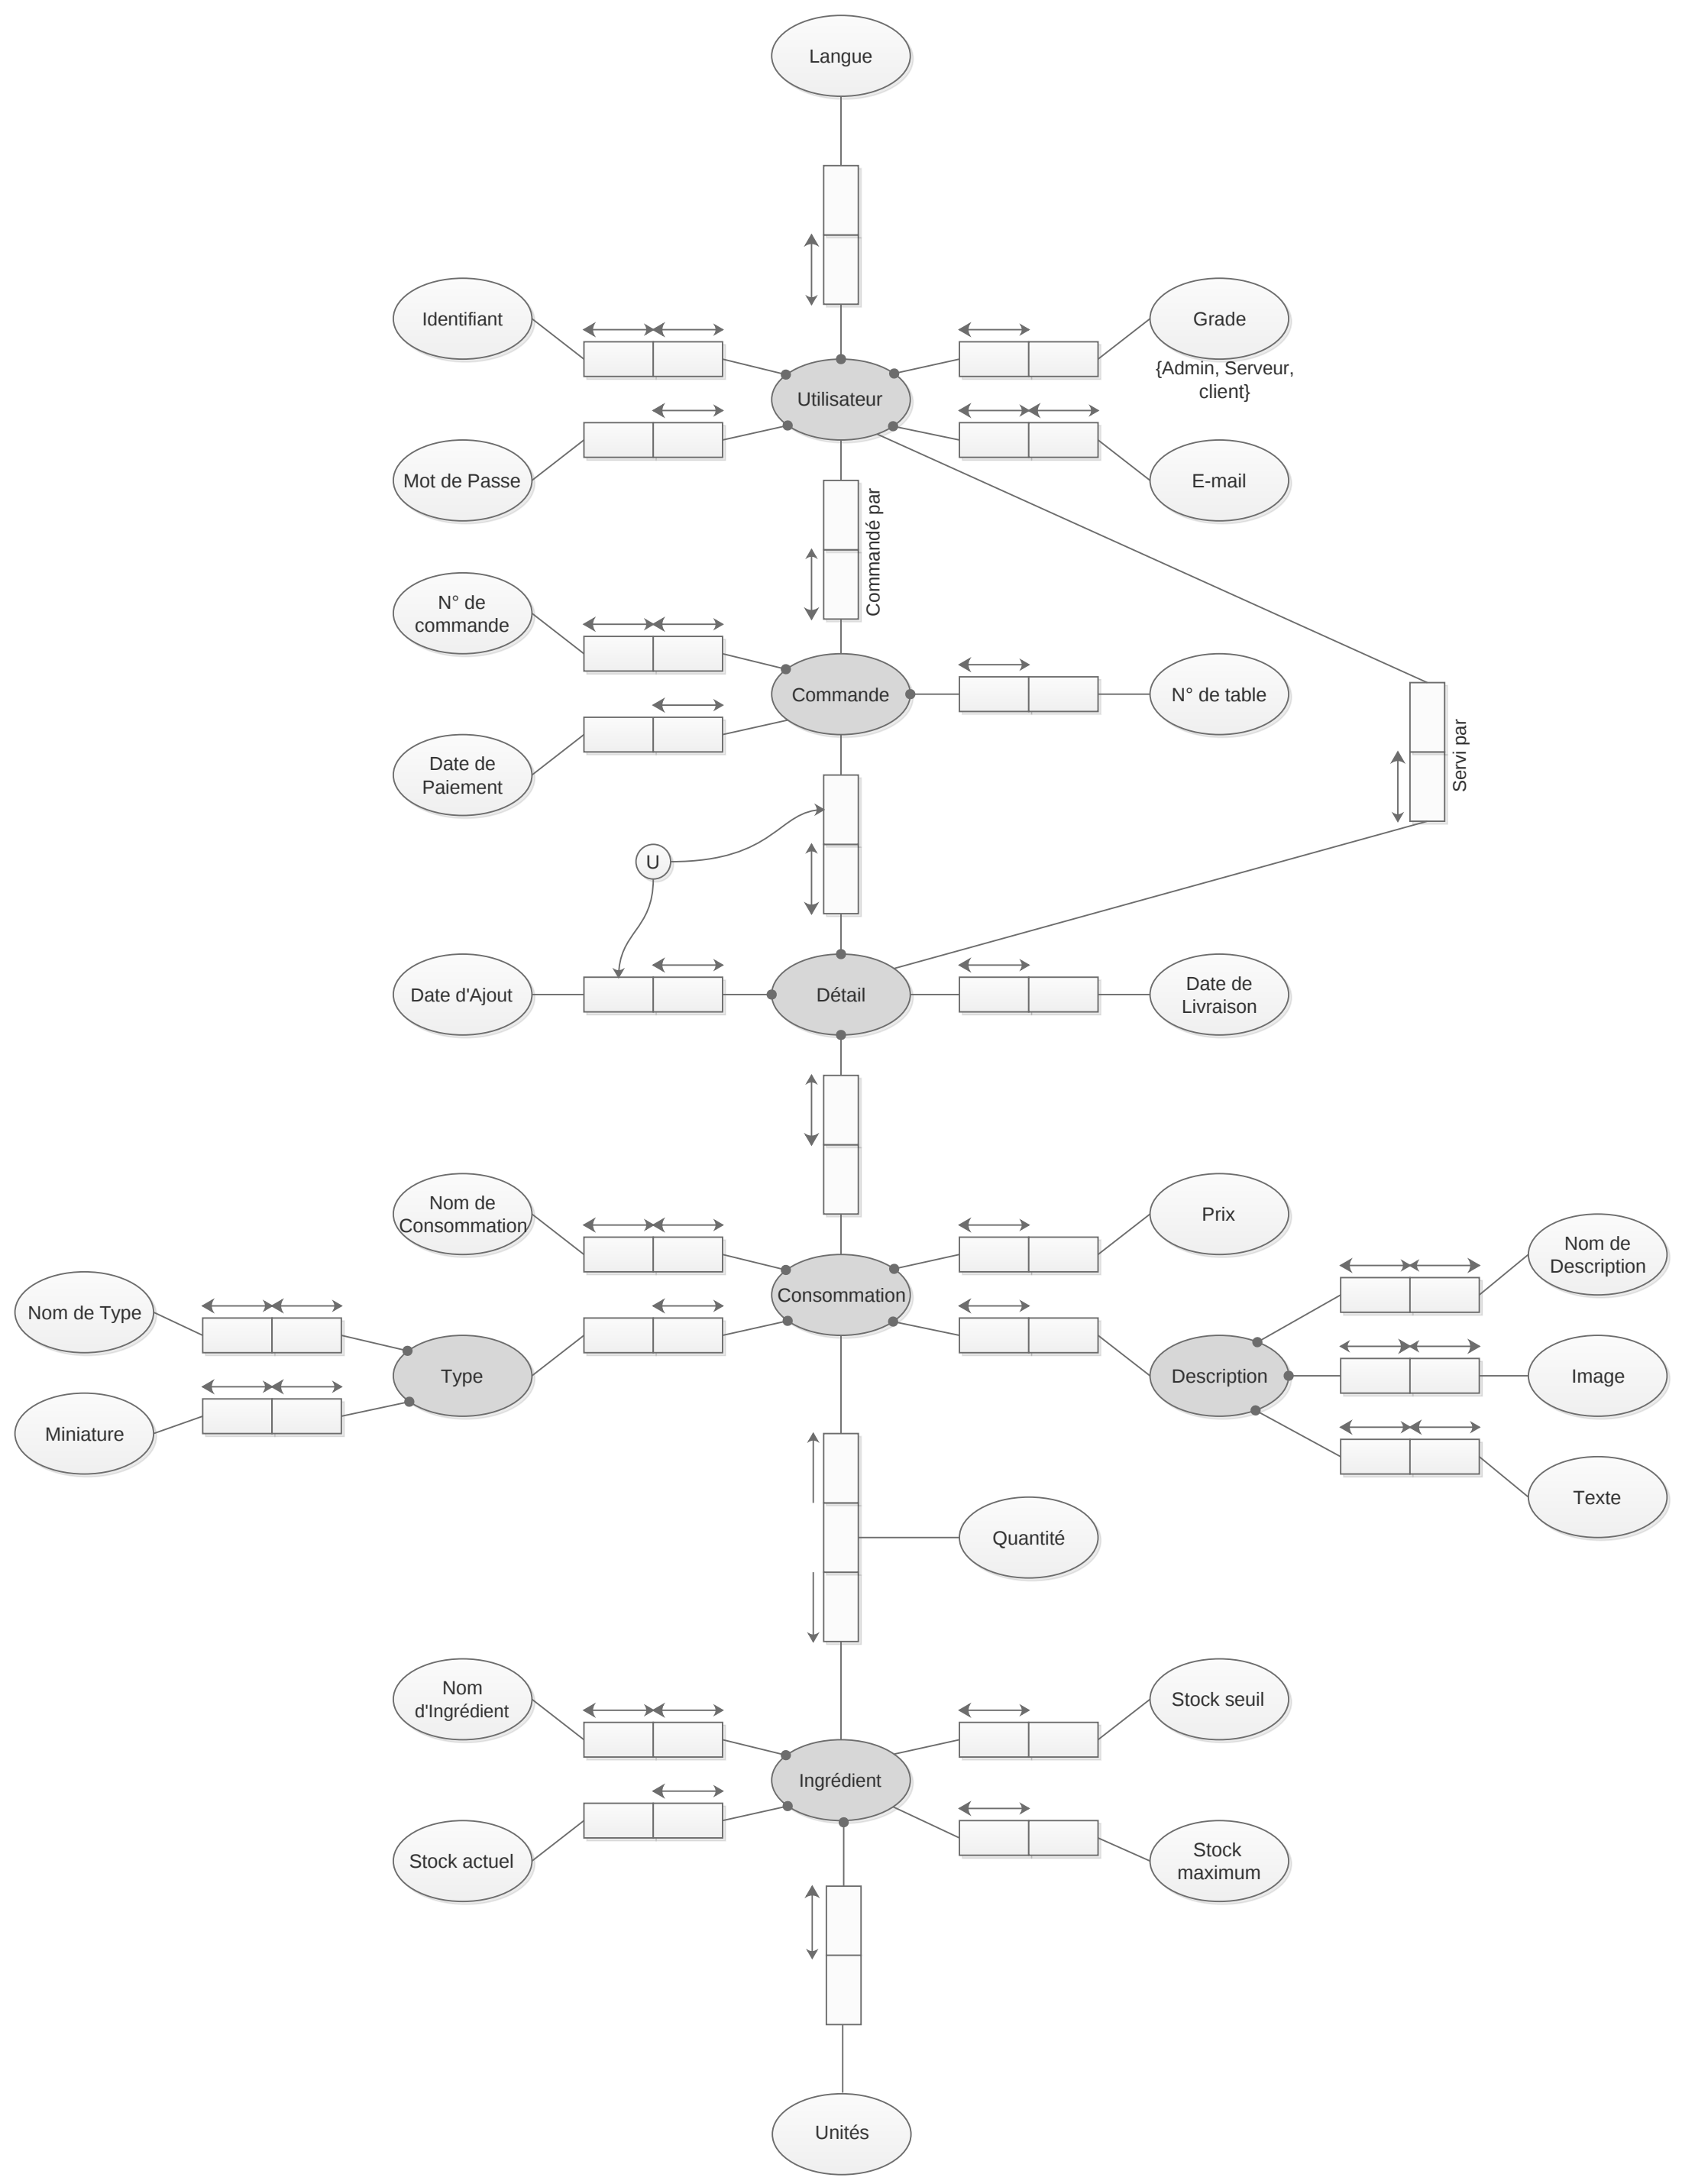 Langue
Identifiant
Grade
{Admin, Serveur,
client}
Utilisateur
Mot de Passe
E-mail
Commandé par
N° de
commande
Commande
N° de table
Date de
Paiement
Servi par
U
Date d'Ajout
Détail
Date de
Livraison
Nom de
Consommation
Prix
Nom de
Description
Consommation
Nom de Type
Type
Description
Image
Miniature
Texte
Quantité
Nom
d'Ingrédient
Stock seuil
Ingrédient
Stock actuel
Stock
maximum
Unités